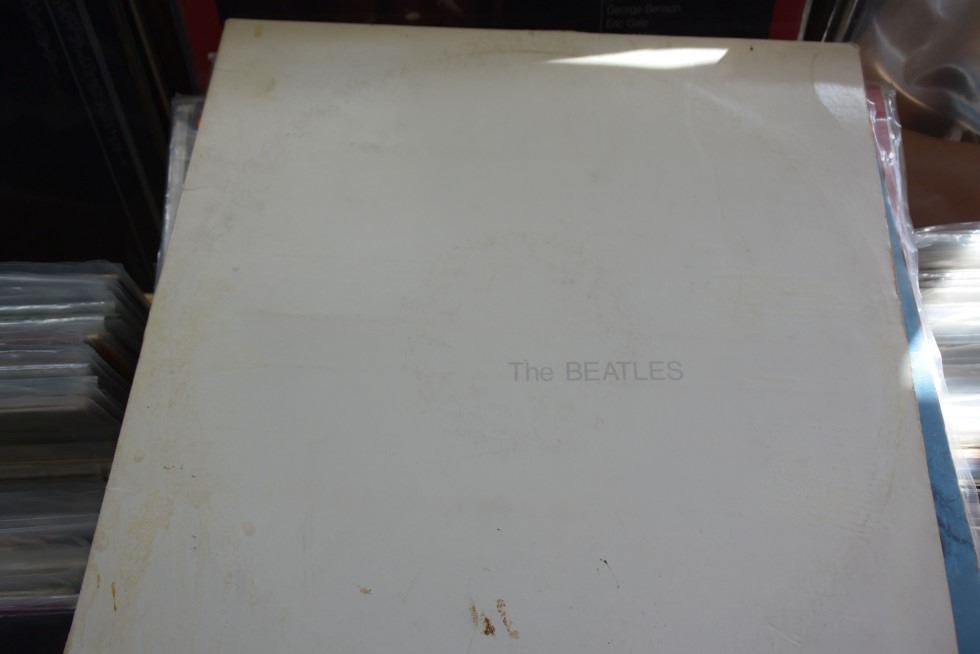 George Benson
Eric Gale
The BEATLES